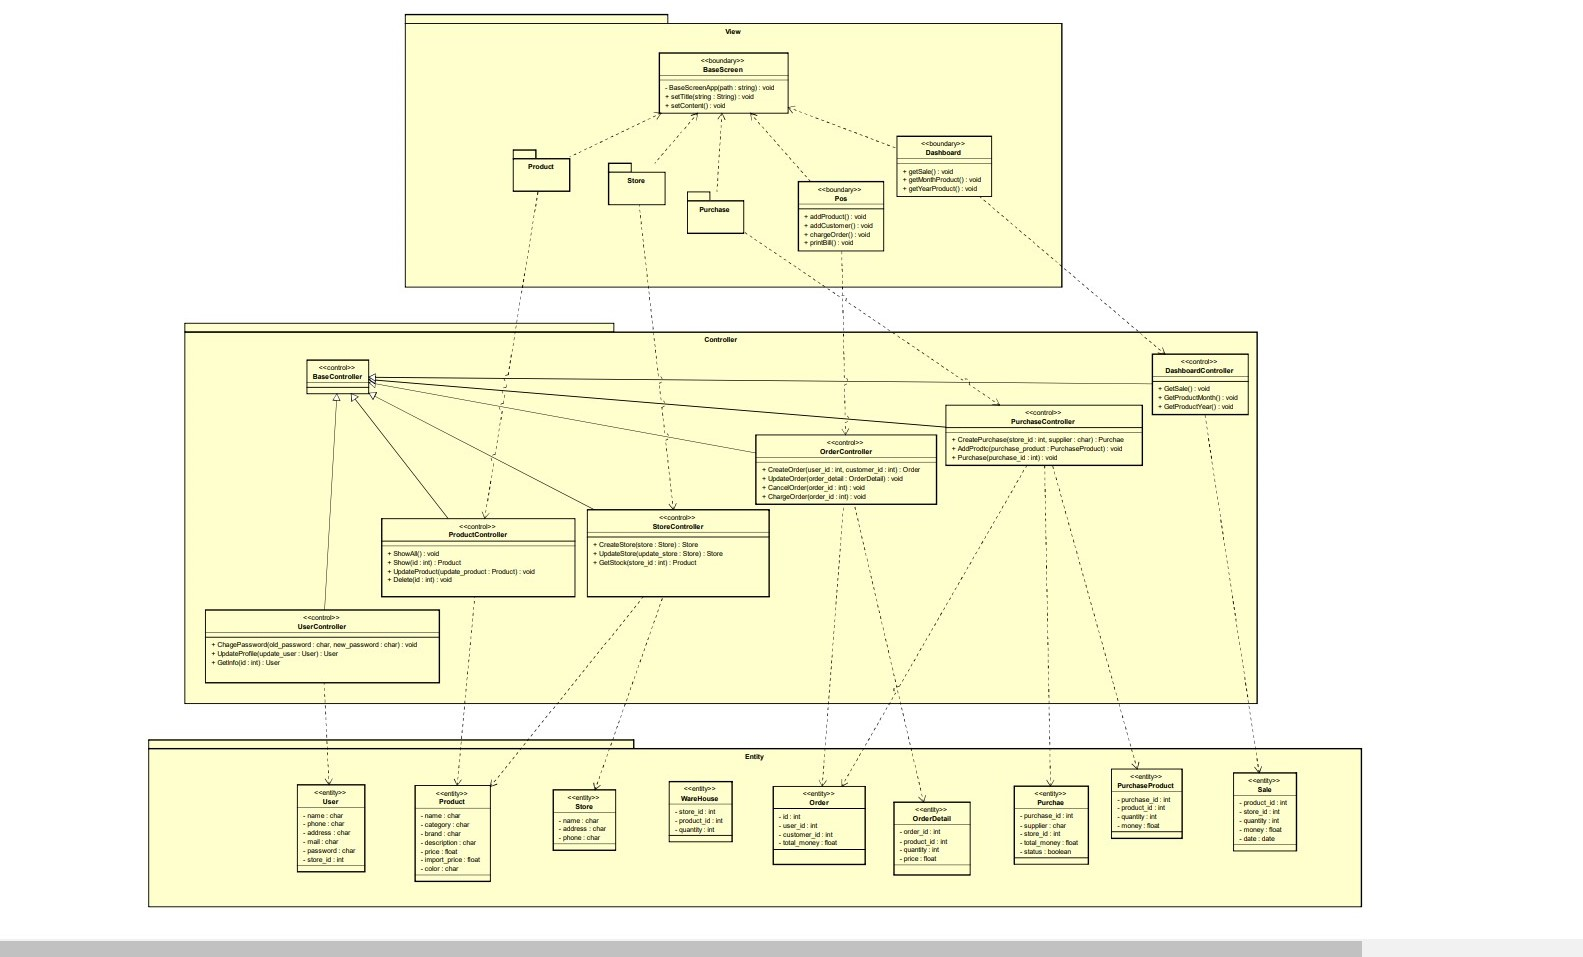 View
<<boundary>>
BaseScreen
- BaseScreenApp(path : string) : void
+ setTitle(string : String) : void
+ setContent() : void
Product
Store
Purchase
<<boundary>>
Pos
+ addProduct() : void
+ addCustomer() : void
+ chargeOrder() : void
+ printBill() : void
<<boundary>>
Dashboard
+ getSale() : void
+ getMonthProduct() : void
+ getYearProduct() : void
Controller
<<control>>
BaseController
<<control>>
DashboardController
+ GetSale() : void
+ GetProductMonth() : void
+ GetProductYear() : void
<<control>>
PurchaseController
+ CreatePurchase(store_id : int, supplier : char) : Purchae
+ AddProdtc(purchase_product : PurchaseProduct) : void
+ Purchase(purchase_id : int) : void
<<control>>
OrderController
+ CreateOrder(user_id : int, customer_id : int) : Order
+ UpdateOrder(order_detail : OrderDetail) : void
+ CancelOrder(order_id : int) : void
+ ChargeOrder(order_id : int) : void
<<control>>
StoreController
+ CreateStore(store : Store) : Store
+ UpdateStore(update_store : Store) : Store
+ GetStock(store_id : int) : Product
<<control>>
ProductController
+ ShowAll() : void
+ Show(id : int) : Product
+ UpdateProduct(update_product : Product) : void
+ Delete(id : int) : void
<<control>>
UserController
+ ChagePassword(old_password : char, new_password : char) : void
+ UpdateProfile(update_user : User) : User
+ GetInfo(id : int) : User
Entity
<<entity>>
User
- name : char
- phone : char
- address : char
- mail : char
- password : char
- store_id : int
<<entity>>
Product
- name : char
- category : char
- brand : char
- description : char
- price : float
- import_price : float
- color : char
<<entity>>
Store
- name : char
- address : char
- phone : char
<<entity>>
WareHouse
- store_id : int
- product_id : int
- quantity : int
<<entity>>
Order
- id : int
- user_id : int
- customer_id : int
- total_money : float
<<entity>>
OrderDetail
- order_id : int
- product_id : int
- quantity : int
- price : float
<<entity>>
Purchae
- purchase_id : int
- supplier : char
- store_id : int
- total_money : float
- status : boolean
<<entity>>
PurchaseProduct
- purchase_id : int
- product_id : int
- quantity : int
- money : float
<<entity>>
Sale
- product_id : int
- store_id : int
- quantity : int
- money : float
- date : date